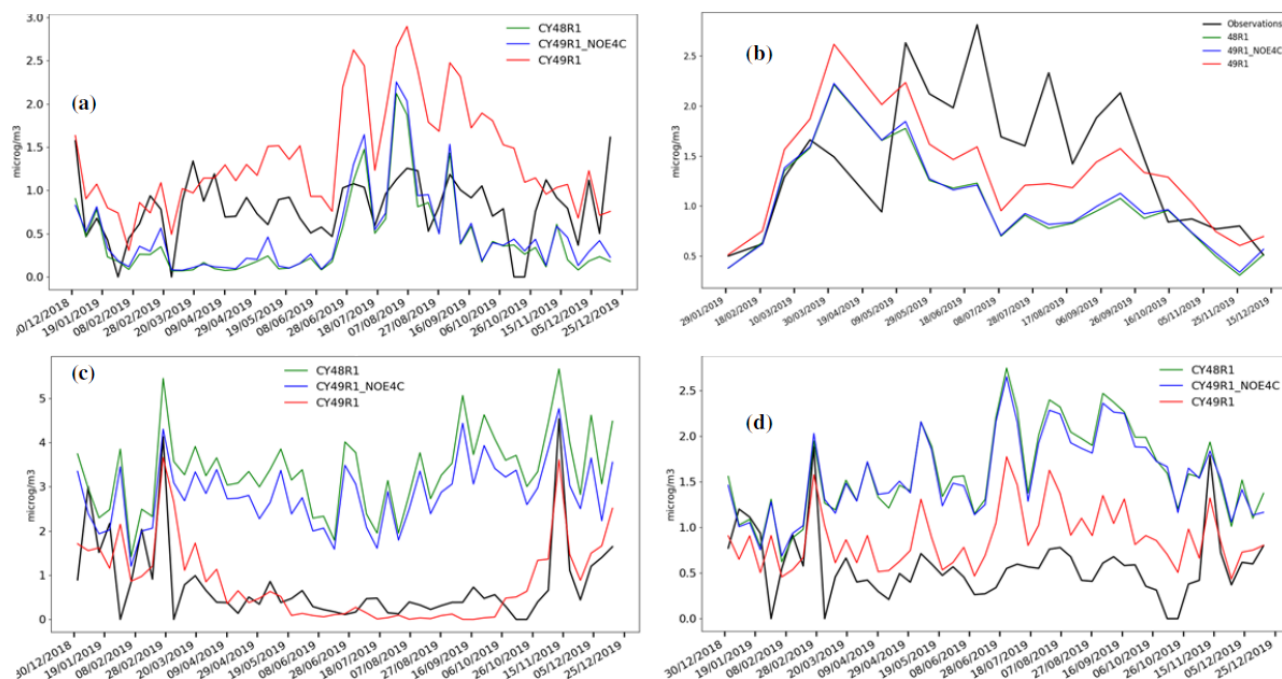 (a)
CY48R1
CY49R1_NOE4C
CY49R1
microg/m3
3.0
2.5
2.0
1.5
1.0
0.5
0.0
30/12/2018 19/01/2019 08/02/2019 28/02/2019 20/03/2019 09/04/2019 29/04/2019 19/05/2019 08/06/2019 28/06/2019 18/07/2019 07/08/2019 27/08/2019 16/09/2019 06/10/2019 26/10/2019 15/11/2019 05/12/2019 25/12/2019
(b)
Observations
48R1
49R1_NOE4C
49R1
microg/m3
2.5
2.0
1.5
1.0
0.5
29/01/2019 18/02/2019 10/03/2019 30/03/2019 19/04/2019 09/05/2019 29/05/2019 18/06/2019 08/07/2019 28/07/2019 17/08/2019 06/09/2019 26/09/2019 16/10/2019 05/11/2019 25/11/2019 15/12/2019
(c)
CY48R1
CY49R1_NOE4C
CY49R1
microg/m3
5
4
3
2
1
0
30/12/2018 19/01/2019 08/02/2019 28/02/2019 20/03/2019 09/04/2019 29/04/2019 19/05/2019 08/06/2019 28/06/2019 18/07/2019 07/08/2019 27/08/2019 16/09/2019 06/10/2019 26/10/2019 15/11/2019 05/12/2019 25/12/2019
(d)
CY48R1
CY49R1_NOE4C
CY49R1
microg/m3
2.5
2.0
1.5
1.0
0.5
0.0
30/12/2018 19/01/2019 08/02/2019 28/02/2019 20/03/2019 09/04/2019 29/04/2019 19/05/2019 08/06/2019 28/06/2019 18/07/2019 07/08/2019 27/08/2019 16/09/2019 06/10/2019 26/10/2019 15/11/2019 05/12/2019 25/12/2019